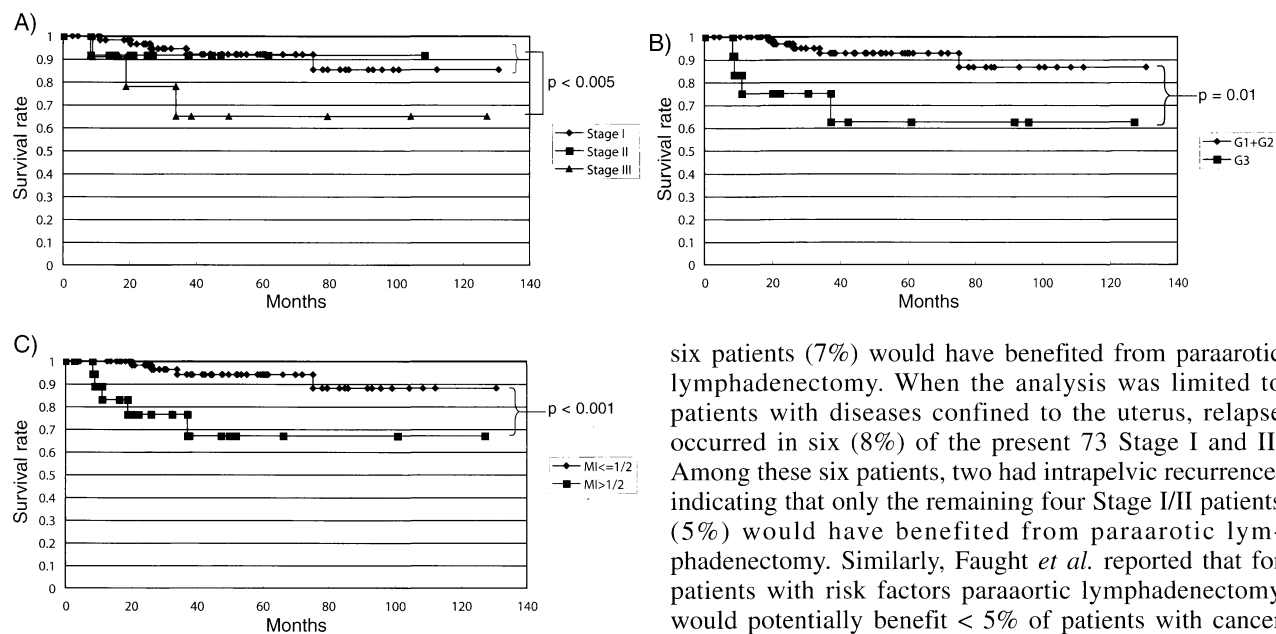 A)
Survival rate
1
0.9
0.8
0.7
0.6
0.5
0.4
0.3
0.2
0.1
0
0 20 40 60 80 100 120 140
Months
p < 0.005
Stage I
Stage II
Stage III
B)
Survival rate
1
0.9
0.8
0.7
0.6
0.5
0.4
0.3
0.2
0.1
0
0 20 40 60 80 100 120 140
Months
p = 0.01
G1+G2
G3
C)
Survival rate
1
0.9
0.8
0.7
0.6
0.5
0.4
0.3
0.2
0.1
0
0 20 40 60 80 100 120 140
Months
p < 0.001
MI<=1/2
MI>1/2
six patients (7%) would have benefited from paraarotic
lymphadenectomy. When the analysis was limited to
patients with diseases confined to the uterus, relapse
occurred in six (8%) of the present 73 Stage I and II
Among these six patients, two had intrapelvic recurrence
indicating that only the remaining four Stage I/II patients
(5%) would have benefited from paraarotic lym-
phadenectomy. Similarly, Faught et al. reported that for
patients with risk factors paraaortic lymphadenectomy
would potentially benefit < 5% of patients with cancer